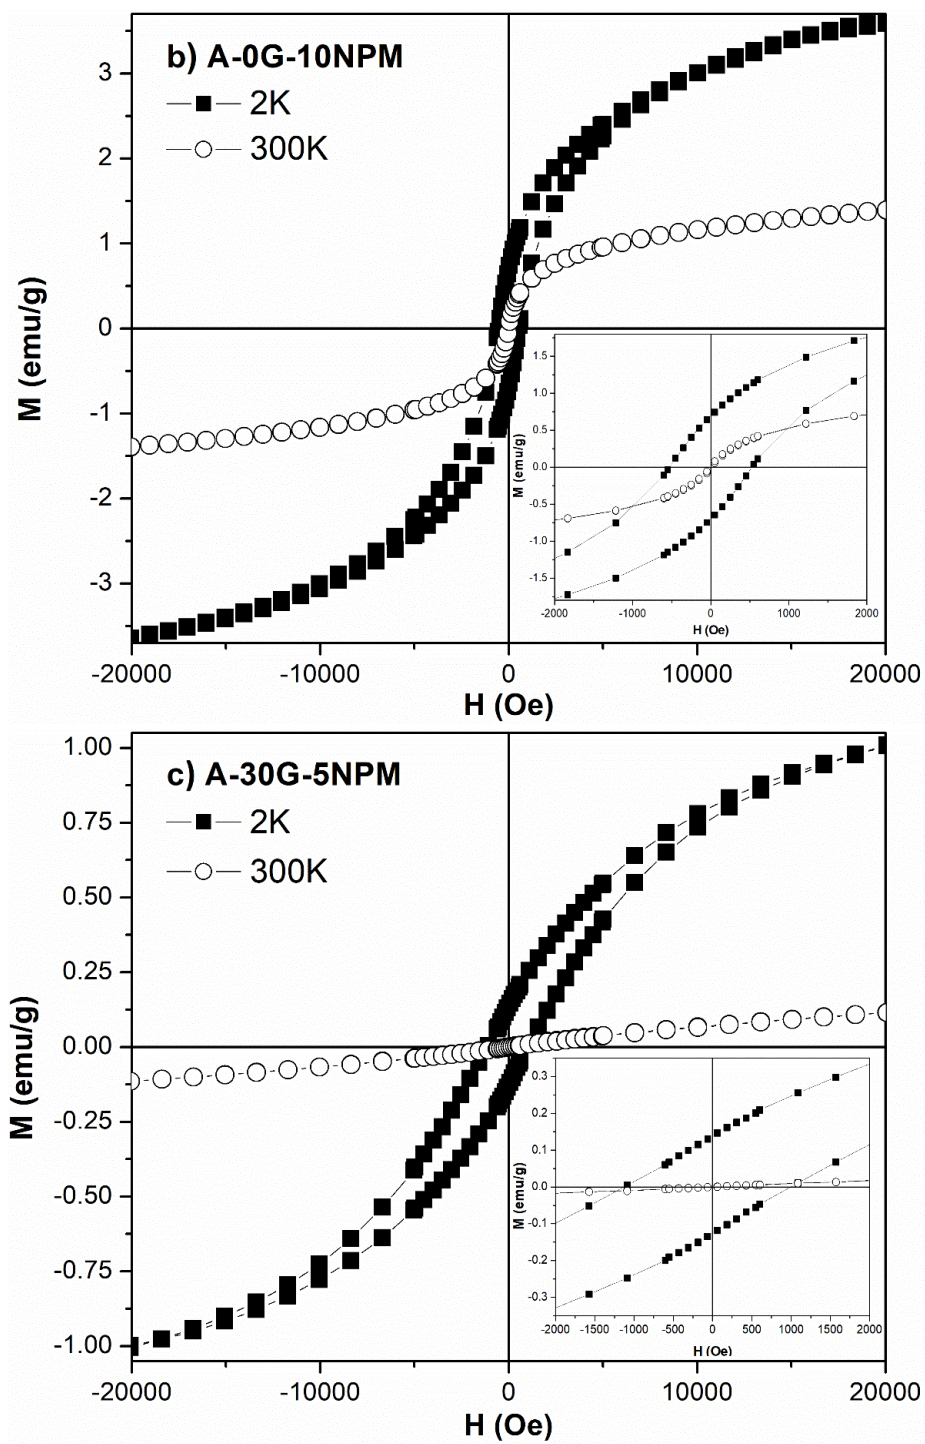 b) A-0G-10NPM
2K
300K
3
2
1
0
-1
-2
-3
M (emu/g)
-20000 -10000 0 10000 20000
H (Oe)
1.5
1.0
0.5
0.0
-0.5
-1.0
-1.5
M (emu/g)
-2000 -1000 0 1000 2000
H (Oe)
c) A-30G-5NPM
2K
300K
1.00
0.75
0.50
0.25
0.00
-0.25
-0.50
-0.75
-1.00
M (emu/g)
-20000 -10000 0 10000 20000
H (Oe)
0.3
0.2
0.1
0.0
-0.1
-0.2
-0.3
M (emu/g)
-2000 -1500 -1000 -500 0 500 1000 1500 2000
H (Oe)